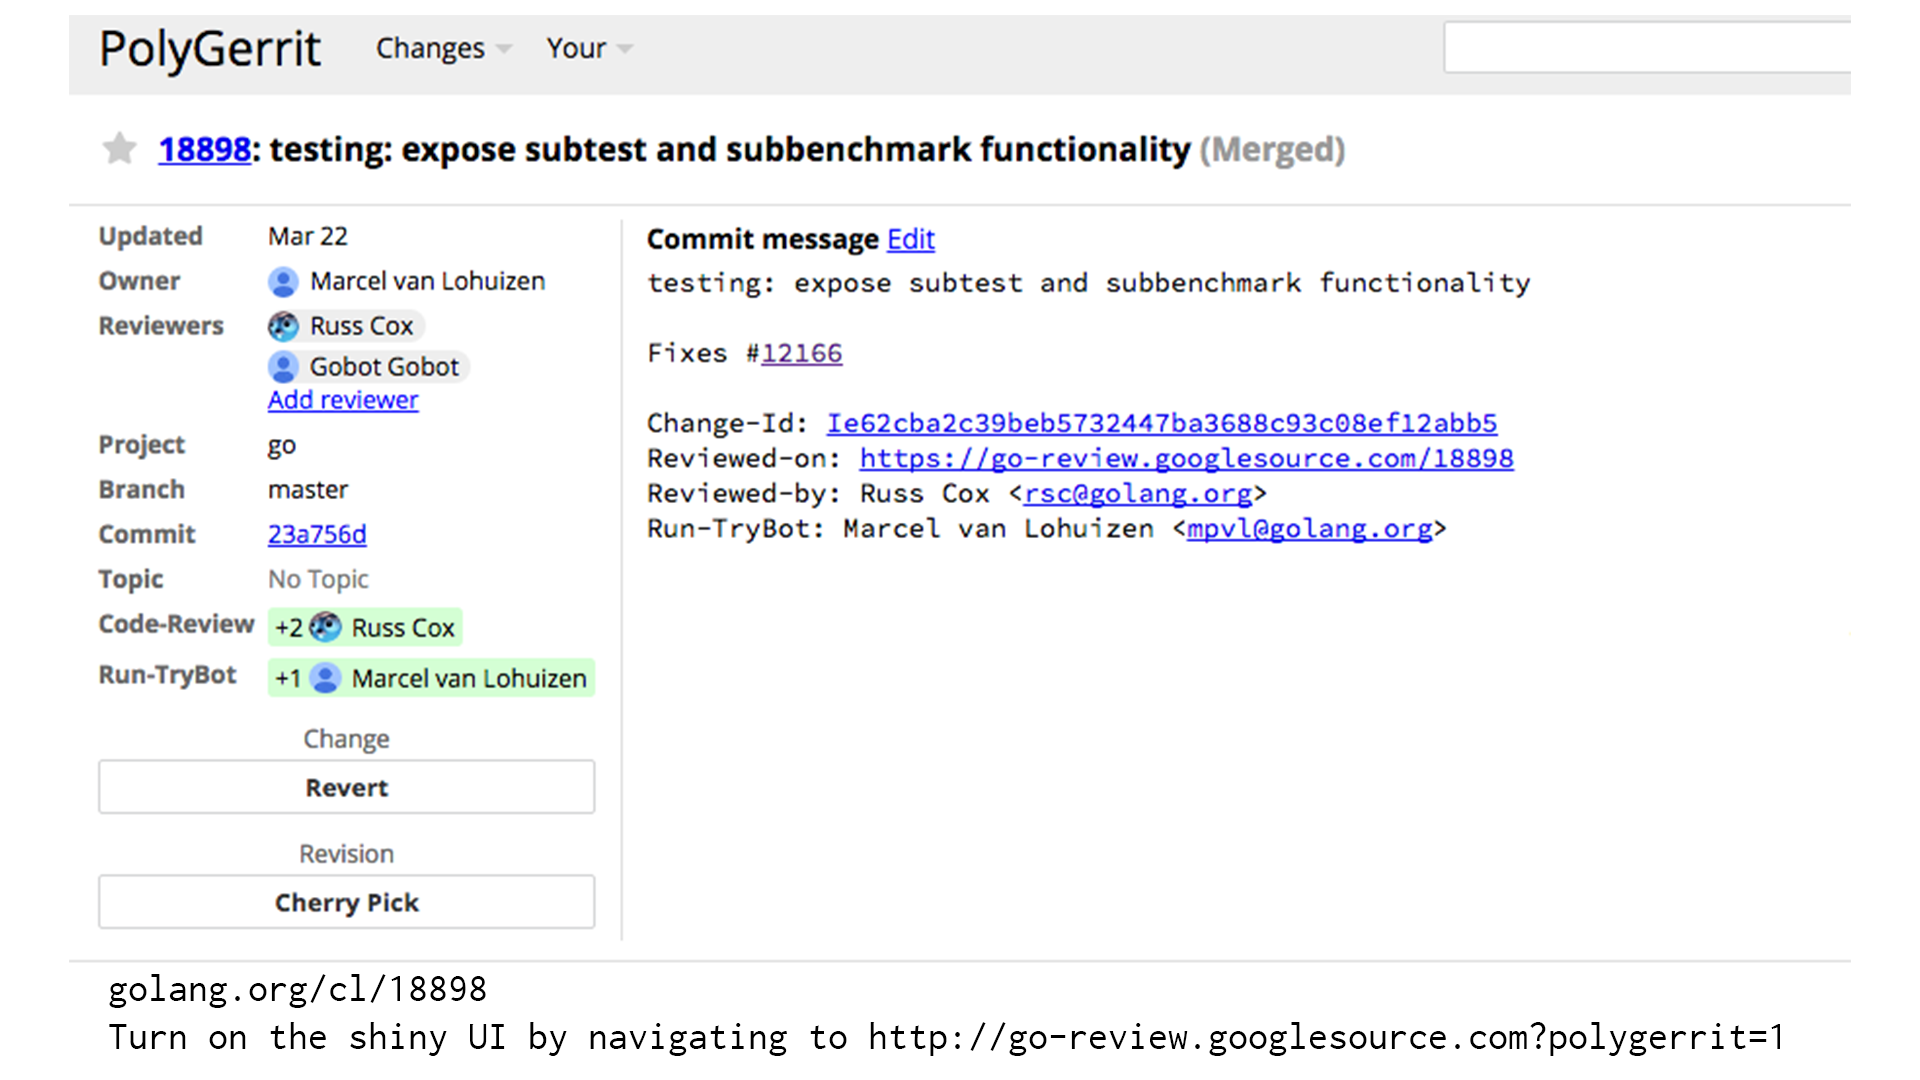 PolyGerrit Changes Your
18898: testing: expose subtest and subbenchmark functionality (Merged)
Updated Mar 22
Owner Marcel van Lohuizen
Reviewers Russ Cox
Gobot Gobot
Add reviewer
Project go
Branch master
Commit 23a756d
Topic No Topic
Code-Review +2 Russ Cox
Run-TryBot +1 Marcel van Lohuizen
Change
Revert
Revision
Cherry Pick
Commit message Edit
testing: expose subtest and subbenchmark functionality
Fixes #12166
Change-Id: Ie62cba2c39beb5732447ba3688c93c08ef12abb5
Reviewed-on: https://go-review.googlesource.com/18898
Reviewed-by: Russ Cox <rsc@golang.org>
Run-TryBot: Marcel van Lohuizen <mpvl@golang.org>
golang.org/cl/18898
Turn on the shiny UI by navigating to http://go-review.googlesource.com?polygerrit=1